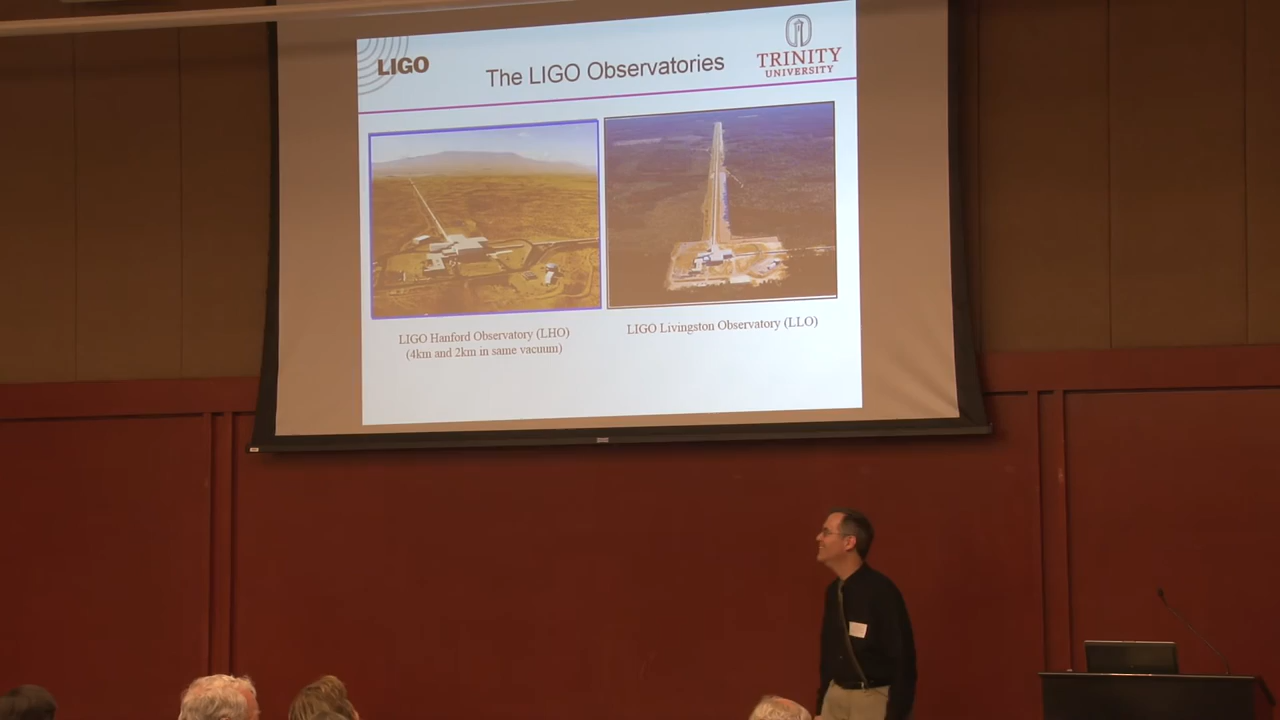 LIGO
The LIGO Observatories
TRINITY
UNIVERSITY
LIGO Hanford Observatory (LHO)
(4km and 2km in same vacuum)
LIGO Livingston Observatory (LLO)